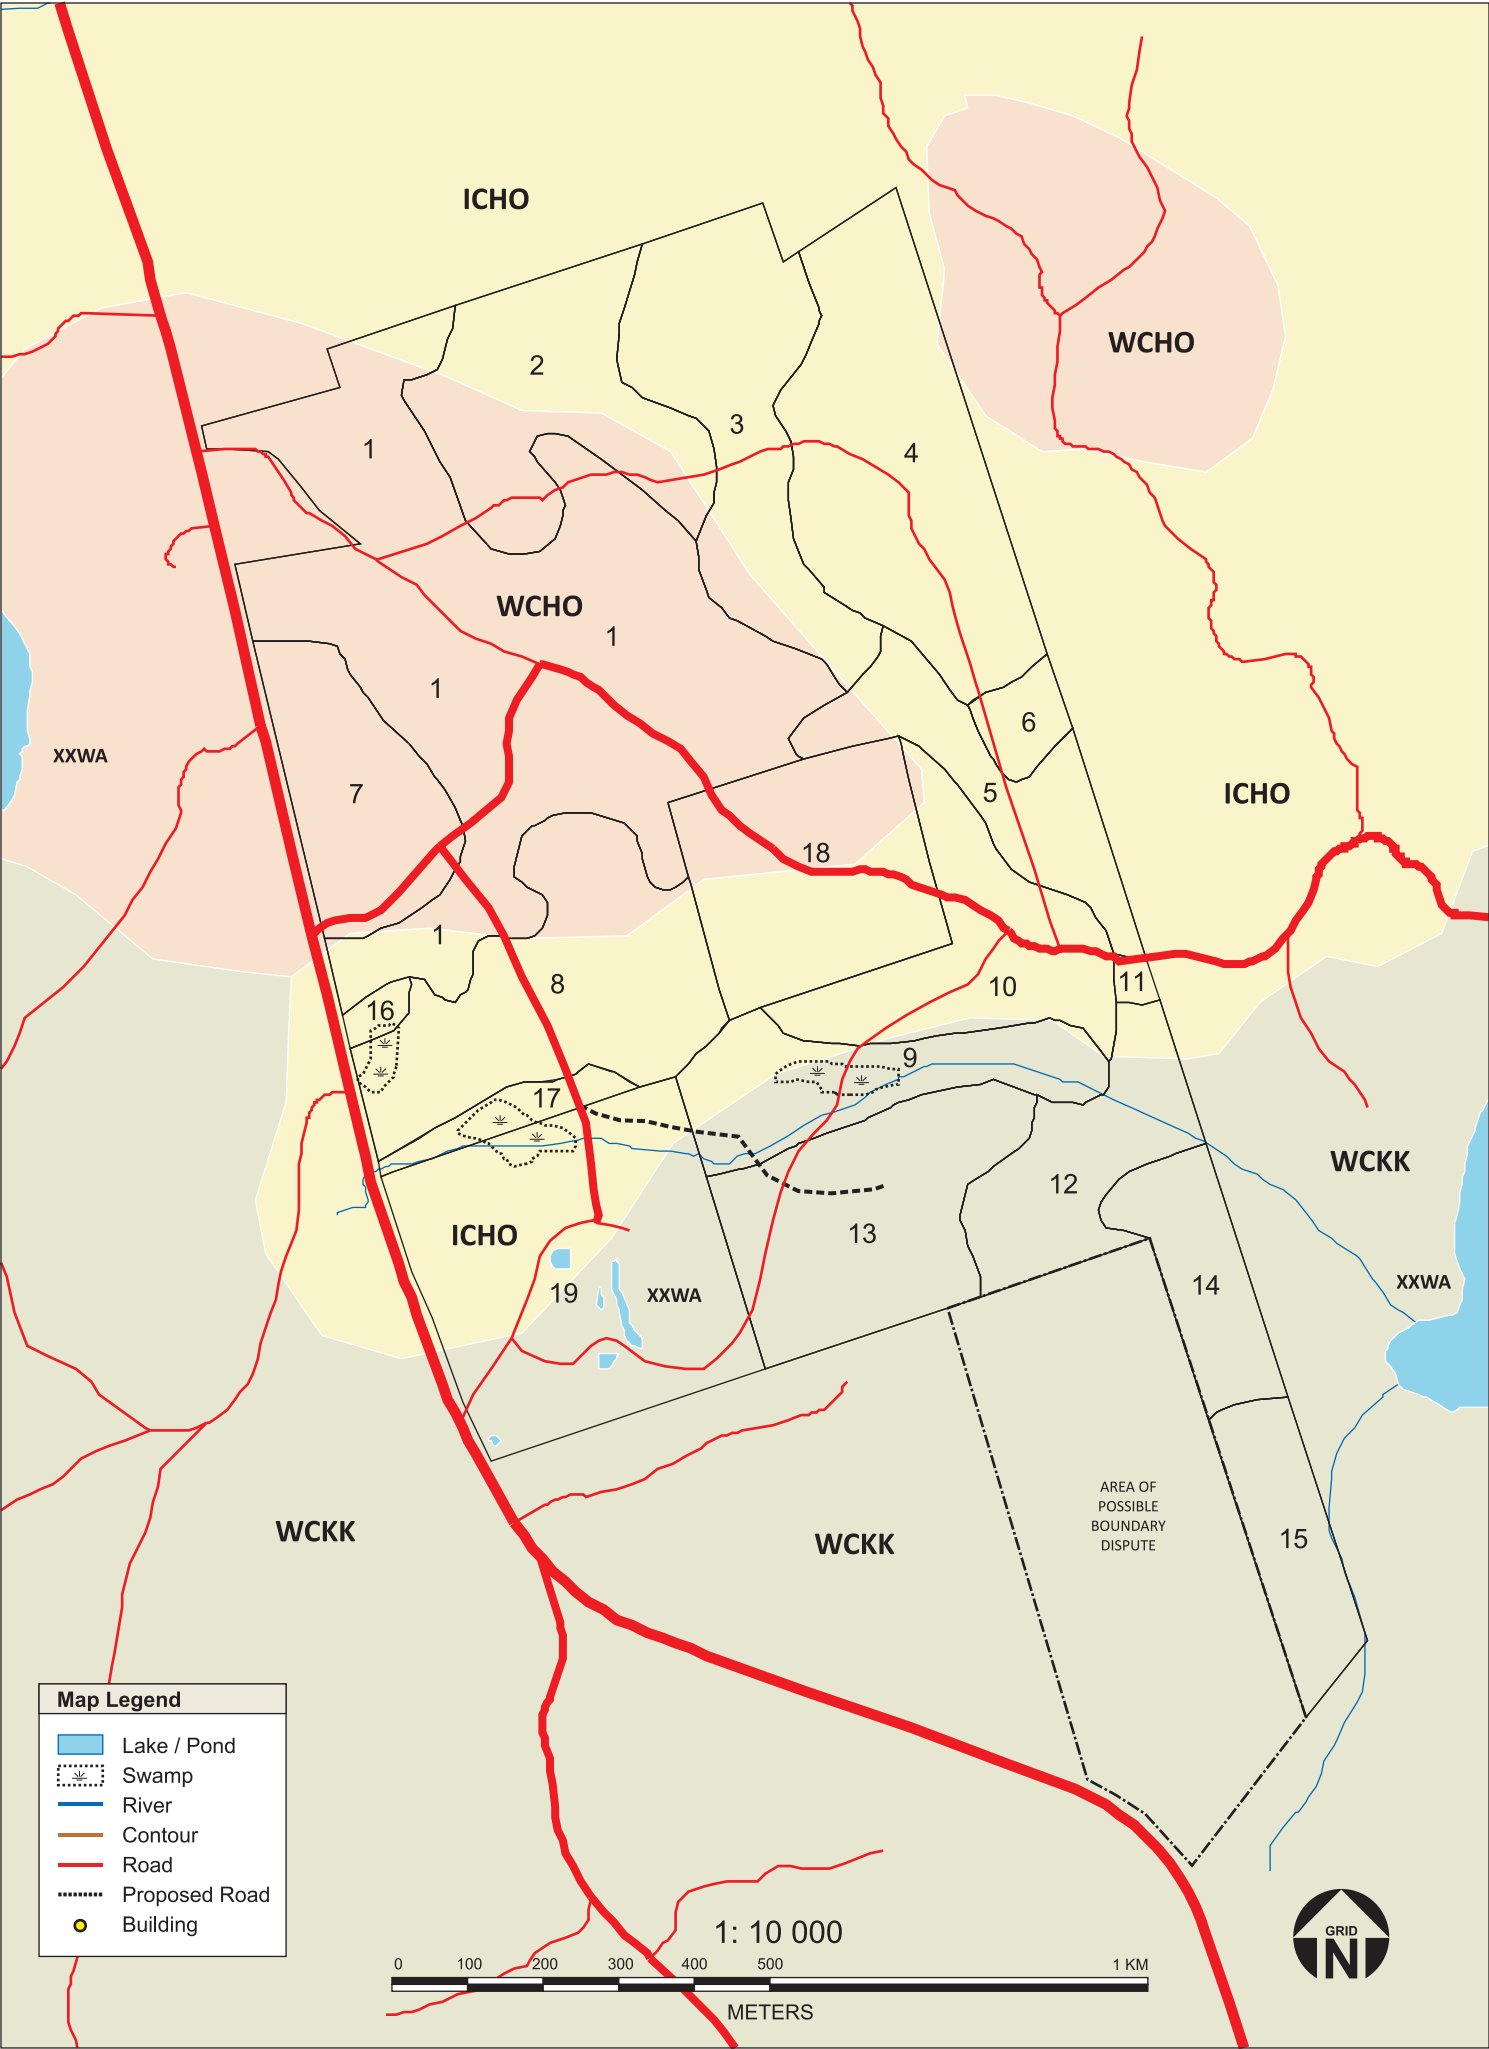 ICHO
WCHO
2
3
1
4
WCHO
1
1
6
XXWA
7
5
ICHO
18
1
8
10
11
16
9
17
WCKK
12
ICHO
13
19
XXWA
14
XXWA
AREA OF
POSSIBLE
BOUNDARY
DISPUTE
WCKK
WCKK
15
Map Legend
Lake / Pond
Swamp
River
Contour
Road
Proposed Road
Building
1: 10 000
0 100 200 300 400 500 1 KM
METERS
GRID
N